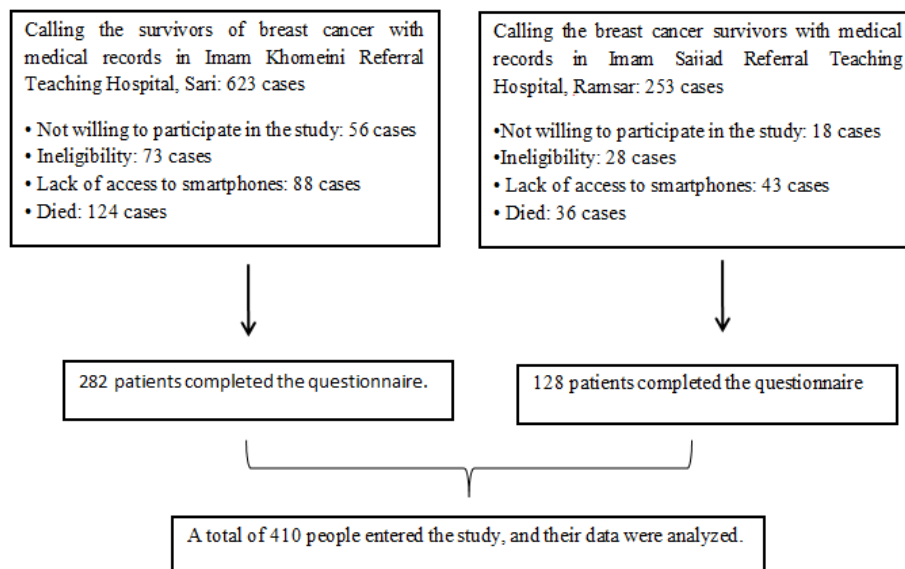 Calling the survivors of breast cancer with
medical records in Imam Khomeini Referral
Teaching Hospital, Sari: 623 cases
• Not willing to participate in the study: 56 cases
• Ineligibility: 73 cases
• Lack of access to smartphones: 88 cases
• Died: 124 cases
Calling the breast cancer survivors with medical
records in Imam Sajjad Referral Teaching
Hospital, Ramsar: 253 cases
•Not willing to participate in the study: 18 cases
•Ineligibility: 28 cases
• Lack of access to smartphones: 43 cases
• Died: 36 cases
282 patients completed the questionnaire.
128 patients completed the questionnaire
A total of 410 people entered the study, and their data were analyzed.